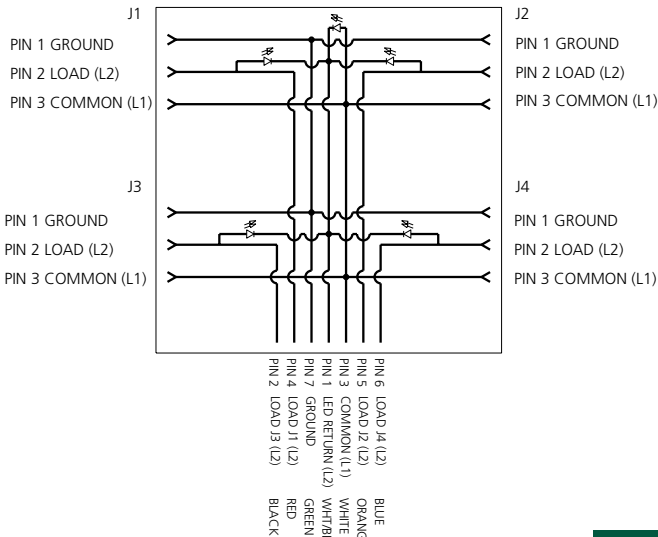 J1
J2
PIN 1 GROUND
PIN 2 LOAD (L2)
PIN 3 COMMON (L1)
PIN 1 GROUND
PIN 2 LOAD (L2)
PIN 3 COMMON (L1)
J3
J4
PIN 1 GROUND
PIN 2 LOAD (L2)
PIN 3 COMMON (L1)
PIN 1 GROUND
PIN 2 LOAD (L2)
PIN 3 COMMON (L1)
PIN 2 LOAD J3 (L2) BLACK
PIN 4 LOAD J1 (L2) RED
PIN 7 GROUND GREEN
PIN 1 LED RETURN (L2)
PIN 3 COMMON (L1) WHITE
PIN 5 LOAD J2 (L2)
PIN 6 LOAD J4 (L2) BLUE